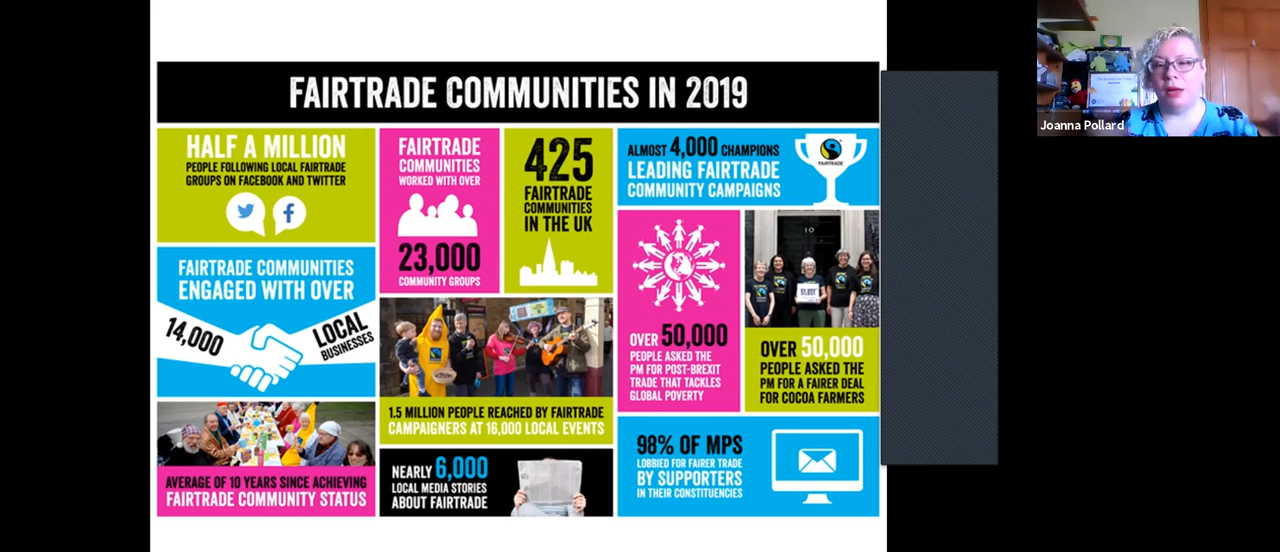 FAIRTRADE COMMUNITIES IN 2019
HALF A MILLION
PEOPLE FOLLOWING LOCAL FAIRTRADE
GROUPS ON FACEBOOK AND TWITTER
FAIRTRADE
COMMUNITIES
WORKED WITH OVER
23,000
COMMUNITY GROUPS
425
FAIRTRADE
COMMUNITIES
IN THE UK
ALMOST 4,000 CHAMPIONS
LEADING FAIRTRADE
COMMUNITY CAMPAIGNS
FAIRTRADE
FAIRTRADE COMMUNITIES
ENGAGED WITH OVER
14,000
LOCAL
BUSINESSES
OVER 50,000
PEOPLE ASKED THE
PM FOR POST-BREXIT
TRADE THAT TACKLES
GLOBAL POVERTY
10
OVER 50,000
PEOPLE ASKED THE
PM FOR A FAIRER DEAL
FOR COCOA FARMERS
1.5 MILLION PEOPLE REACHED BY FAIRTRADE
CAMPAIGNERS AT 16,000 LOCAL EVENTS
AVERAGE OF 10 YEARS SINCE ACHIEVING
FAIRTRADE COMMUNITY STATUS
NEARLY 6,000
LOCAL MEDIA STORIES
ABOUT FAIRTRADE
98% OF MPS
LOBBIED FOR FAIRER TRADE
BY SUPPORTERS
IN THEIR CONSTITUENCIES
Joanna Pollard